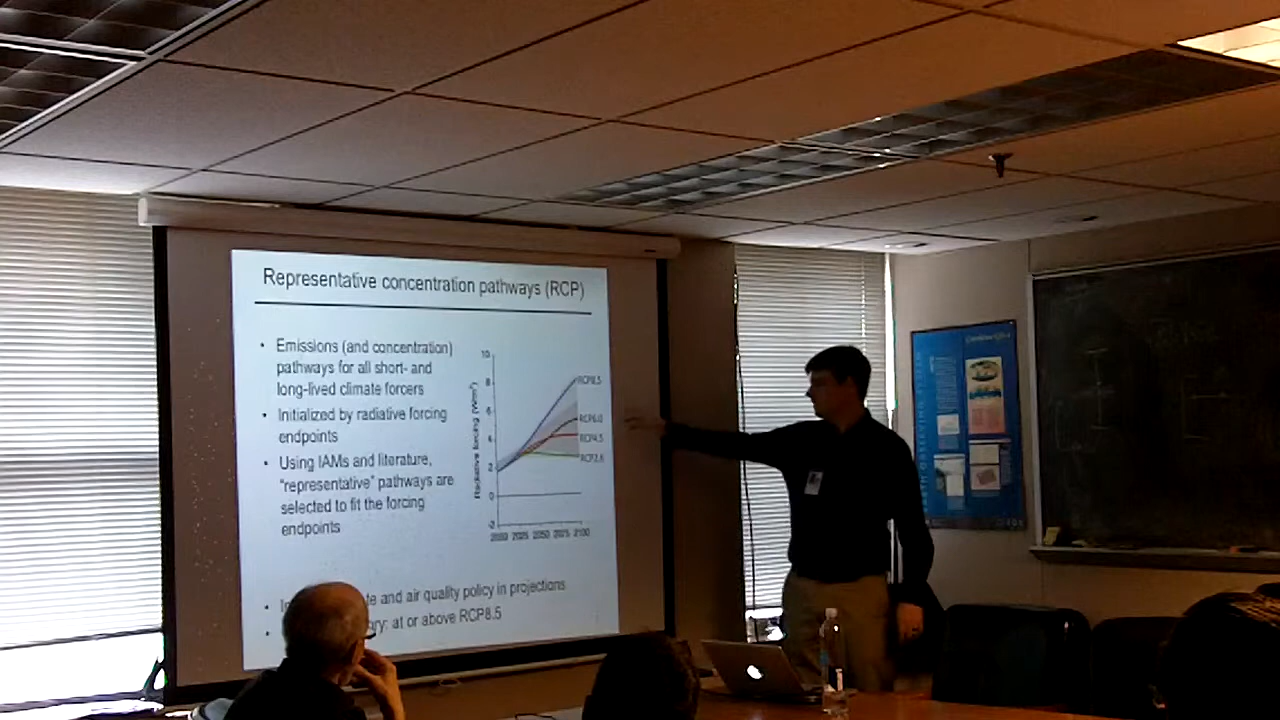 Representative concentration pathways (RCP)
• Emissions (and concentration)
pathways for all short- and
long-lived climate forcers
• Initialized by radiative forcing
endpoints
• Using IAMs and literature,
“representative” pathways are
selected to fit the forcing
endpoints
10
8
6
4
2
0
-2
Radiative forcing (Wm²)
RCP8.5
RCP6.0
RCP4.5
RCP2.6
2000 2025 2050 2075 2100
• and air quality policy in projections
• at or above RCP8.5